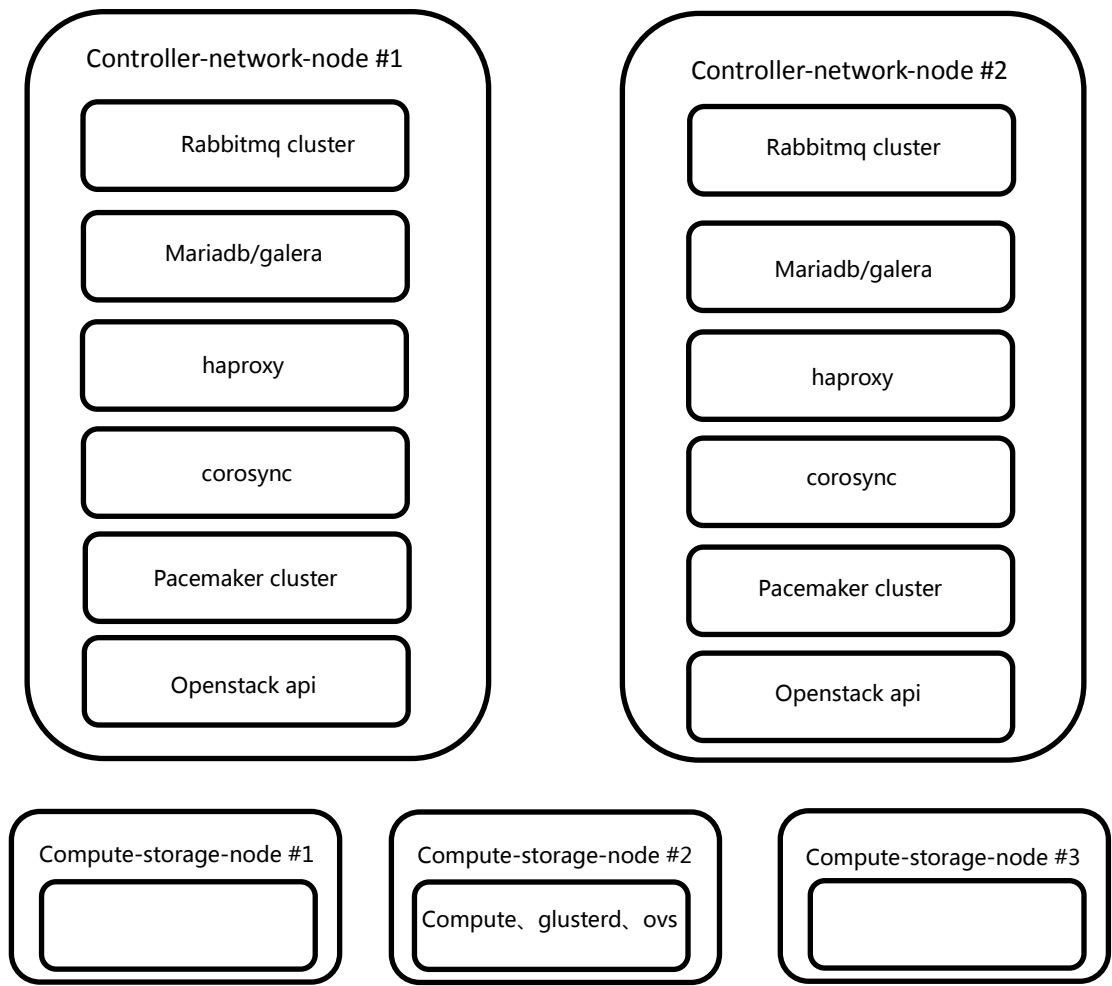 Controller-network-node #1
Rabbitmq cluster
Mariadb/galera
haproxy
corosync
Pacemaker cluster
Openstack api
Controller-network-node #2
Rabbitmq cluster
Mariadb/galera
haproxy
corosync
Pacemaker cluster
Openstack api
Compute-storage-node #1
Compute-storage-node #2
Compute、glusterd、ovs
Compute-storage-node #3